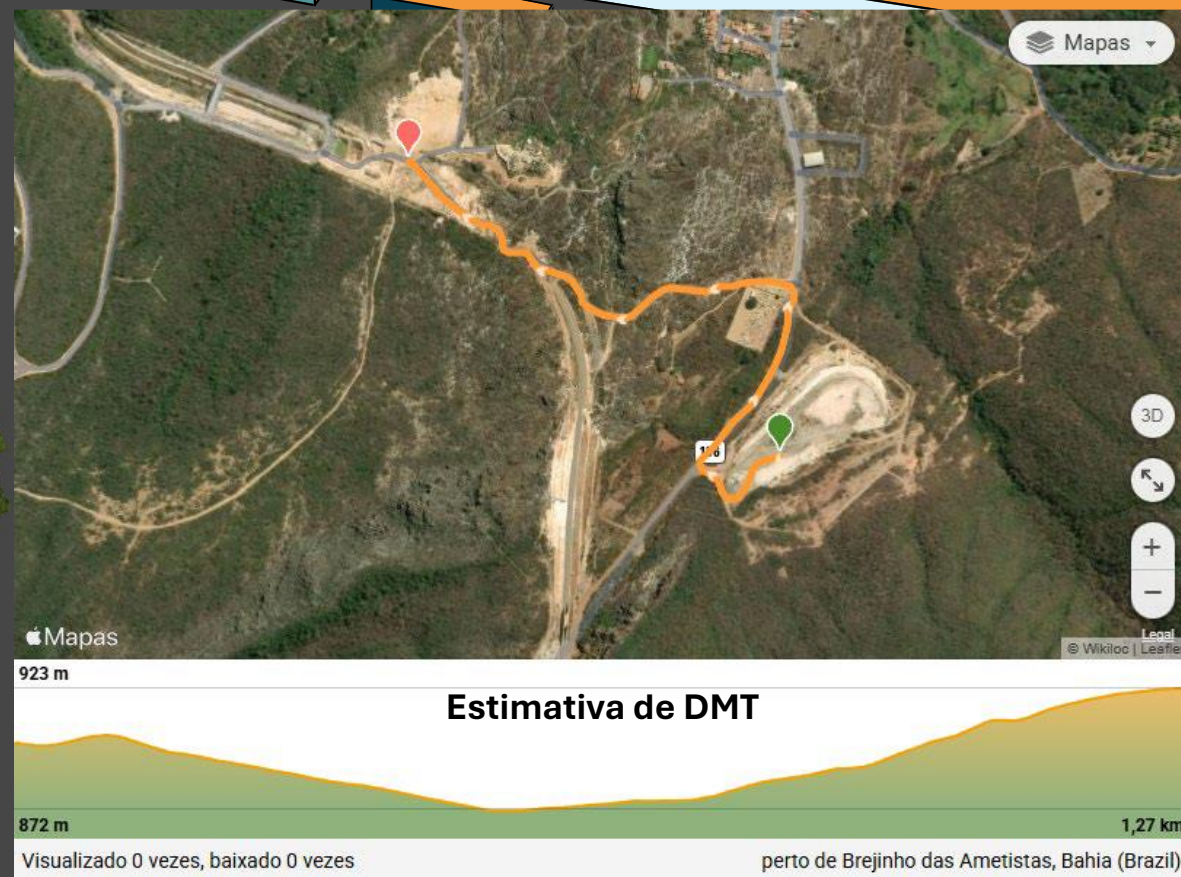 Mapas
3D
+
−
Mapas
Legal
© Wikiloc | Leafle
923 m
Estimativa de DMT
872 m
1,27 km
Visualizado 0 vezes, baixado 0 vezes
perto de Brejinho das Ametistas, Bahia (Brazil)